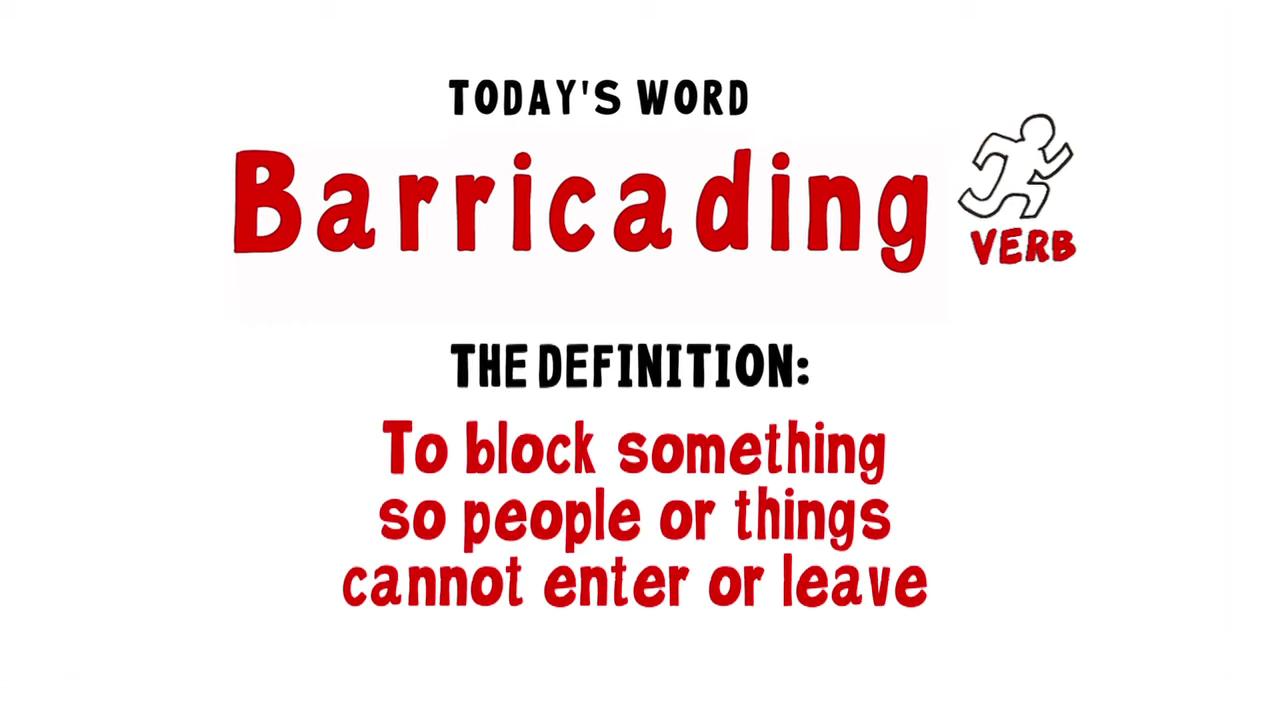 TODAY'S WORD
Barricading
VERB
THE DEFINITION:
To block something
so people or things
cannot enter or leave